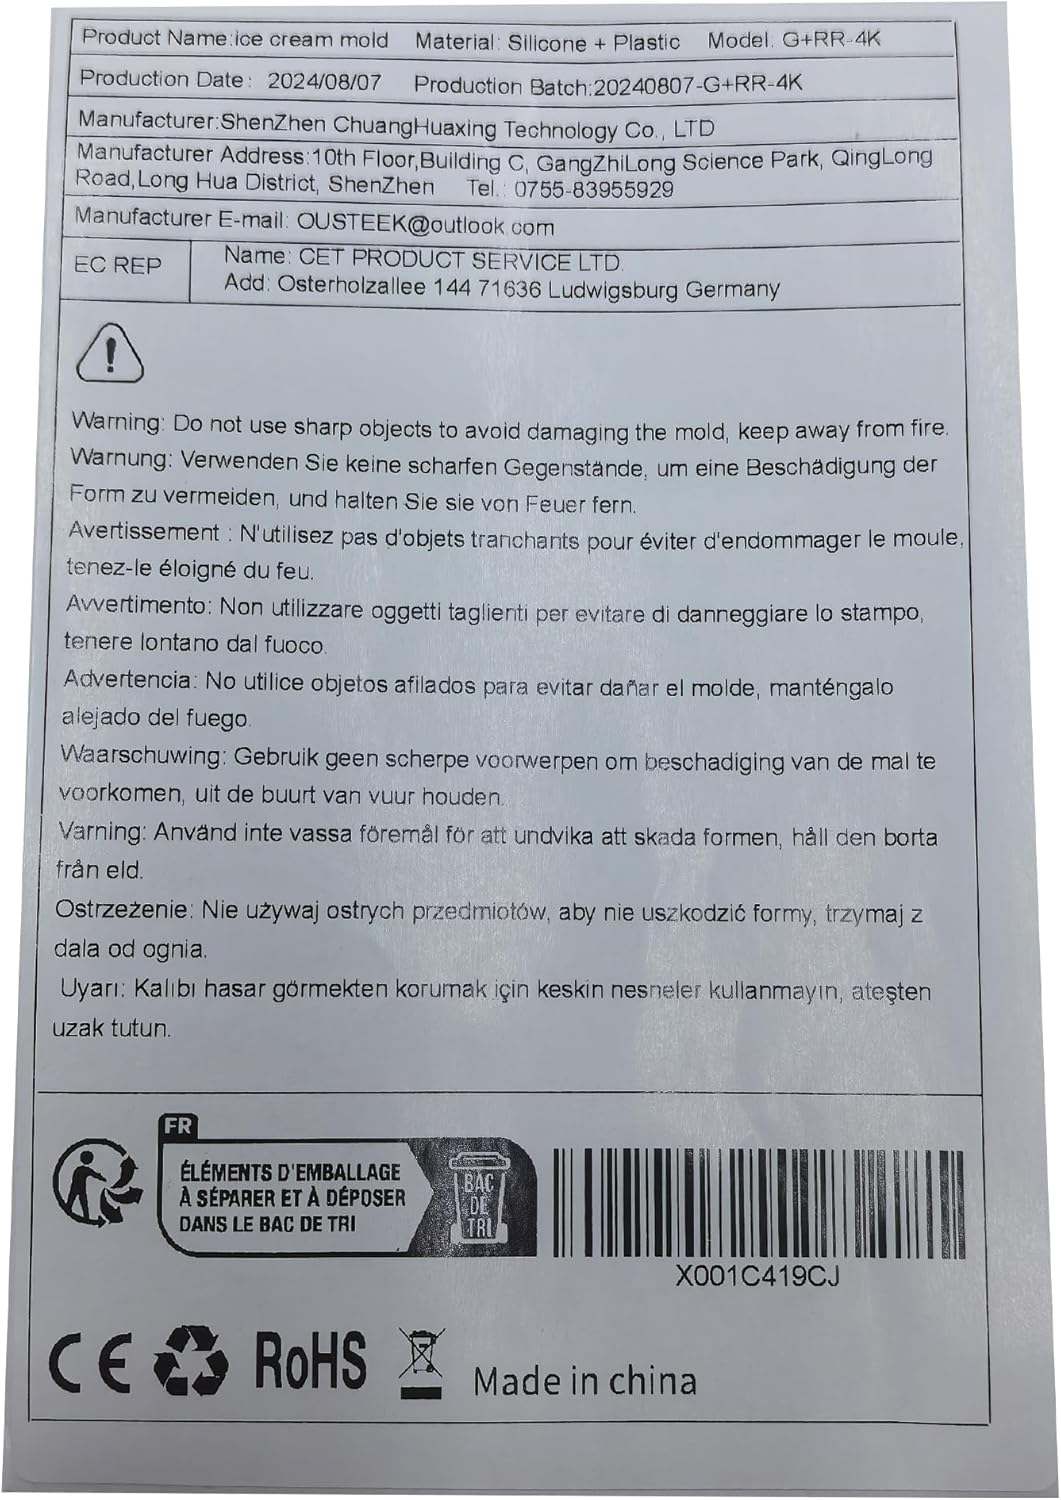 Product Name:ice cream mold Material: Silicone + Plastic Model: G+RR-4K
Production Date: 2024/08/07 Production Batch:20240807-G+RR-4K
Manufacturer:ShenZhen ChuangHuaxing Technology Co., LTD
Manufacturer Address:10th Floor,Building C, GangZhiLong Science Park, QingLong
Road,Long Hua District, ShenZhen Tel.: 0755-83955929
Manufacturer E-mail: OUSTEEK@outlook.com
EC REP
Name: CET PRODUCT SERVICE LTD.
Add: Osterholzallee 144 71636 Ludwigsburg Germany
Warning: Do not use sharp objects to avoid damaging the mold, keep away from fire.
Warnung: Verwenden Sie keine scharfen Gegenstände, um eine Beschädigung der
Form zu vermeiden, und halten Sie sie von Feuer fern.
Avertissement : N'utilisez pas d'objets tranchants pour éviter d'endommager le moule,
tenez-le éloigné du feu.
Avvertimento: Non utilizzare oggetti taglienti per evitare di danneggiare lo stampo,
tenere lontano dal fuoco.
Advertencia: No utilice objetos afilados para evitar dañar el molde, manténgalo
alejado del fuego.
Waarschuwing: Gebruik geen scherpe voorwerpen om beschadiging van de mal te
voorkomen, uit de buurt van vuur houden.
Varning: Använd inte vassa föremål för att undvika att skada formen, håll den borta
från eld.
Ostrzeżenie: Nie używaj ostrych przedmiotów, aby nie uszkodzić formy, trzymaj z
dala od ognia.
Uyarı: Kalıbı hasar görmekten korumak için keskin nesneler kullanmayın, ateşten
uzak tutun.
FR
ÉLÉMENTS D'EMBALLAGE
À SÉPARER ET À DÉPOSER
DANS LE BAC DE TRI
BAC
DE
TRI
X001C419CJ
CE RoHS Made in china